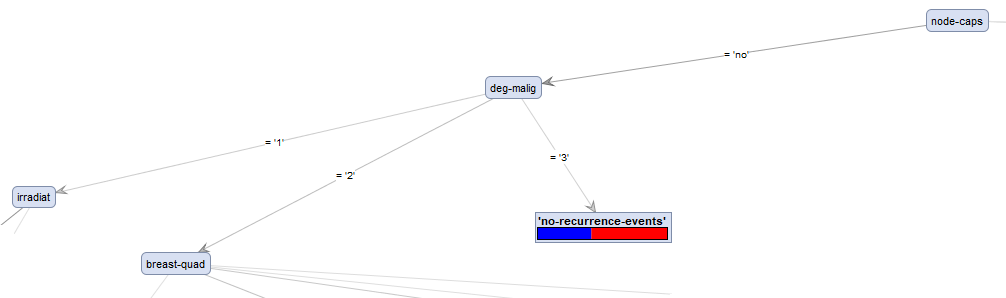 node-caps
= 'no'
deg-malig
= '1'
= '2'
= '3'
irradiat
'no-recurrence-events'
breast-quad